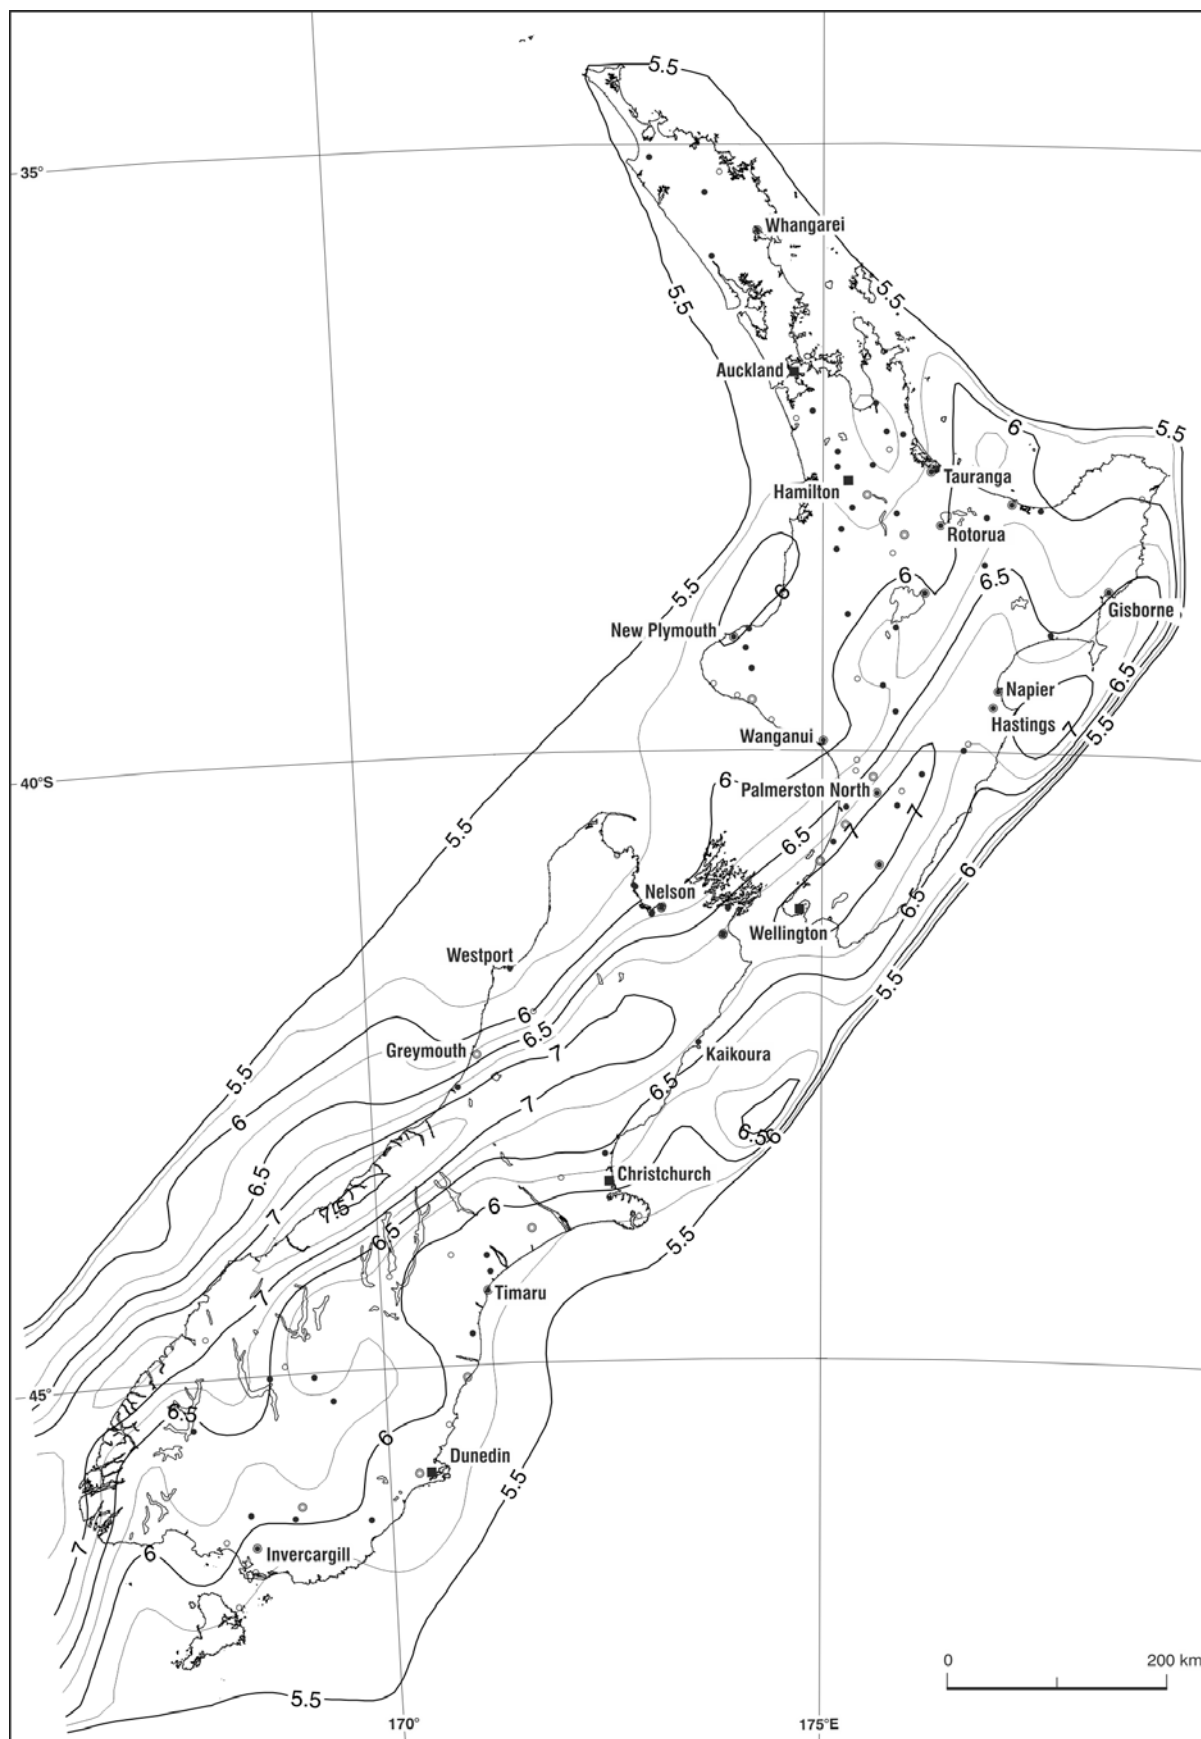 5.5
35°
Whangarei
5.5
5.5
Auckland
6
5.5
Tauranga
Hamilton
Rotorua
6
6.5
5.5
6
Gisborne
New Plymouth
6.5
Napier
Hastings
7
5.5
Wanganui
40°S
6
Palmerston North
7
5.5
6.5
7
6
Nelson
6.5
Wellington
Westport
5.5
6
6.5
Greymouth
7
Kaikoura
5.5
6.5
7
6
6.5
6
Christchurch
6.5
7
7.5
6
6.5
5.5
Timaru
7
45°
6.5
6
Dunedin
5.5
7
6
Invercargill
0
200 km
5.5
170°
175°E